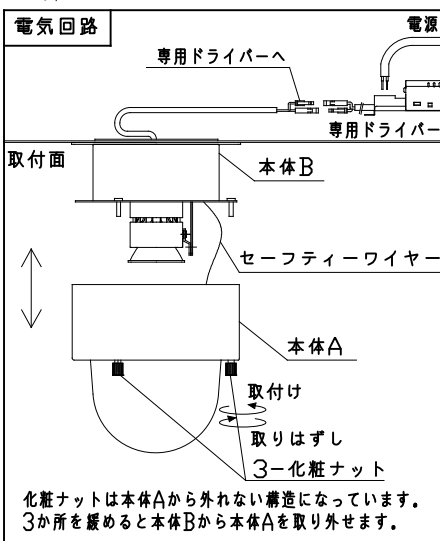 電気回路
電源
専用ドライバーへ
専用ドライバー
取付面
本体B
セーフティーワイヤー
本体A
取付け
取りはずし
3-化粧ナット
化粧ナットは本体Aから外れない構造になっています。
3か所を緩めると本体Bから本体Aを取り外せます。